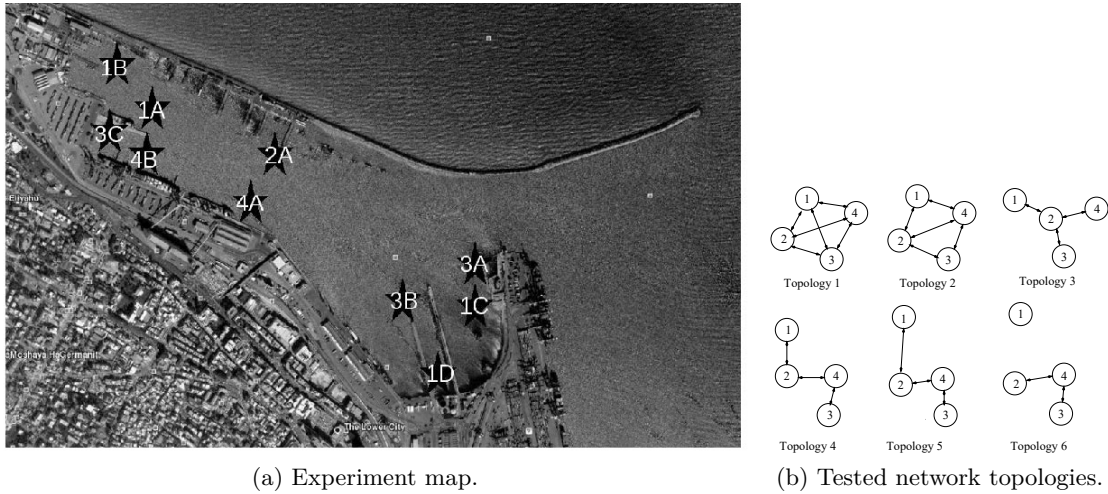 1B
1A
3C
4B
2A
4A
3A
3B
1C
1D
The Lower City
1
4
2
3
Topology 1
1
4
2
3
Topology 2
1
4
2
3
Topology 3
1
2
4
3
Topology 4
1
2
4
3
Topology 5
1
2
4
3
Topology 6
(a) Experiment map.
(b) Tested network topologies.